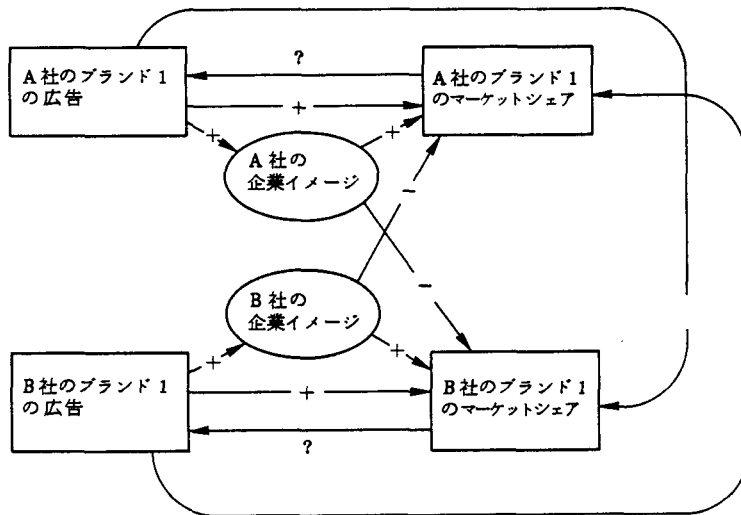 A社のブランド1
の広告
?
A社のブランド1
のマーケットシェア
+
+
+
A社の
企業イメージ
−
−
B社の
企業イメージ
+
+
B社のブランド1
の広告
+
B社のブランド1
のマーケットシェア
?